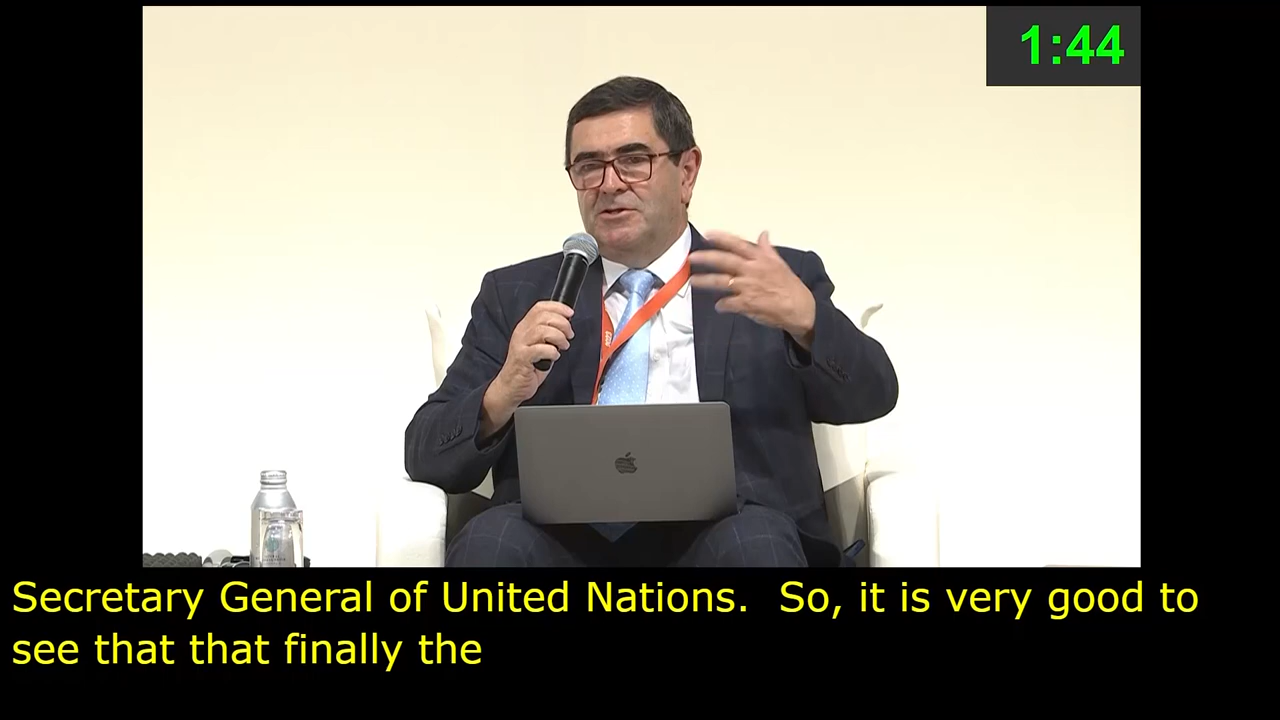 1:44
Secretary General of United Nations.  So, it is very good to
see that that finally the